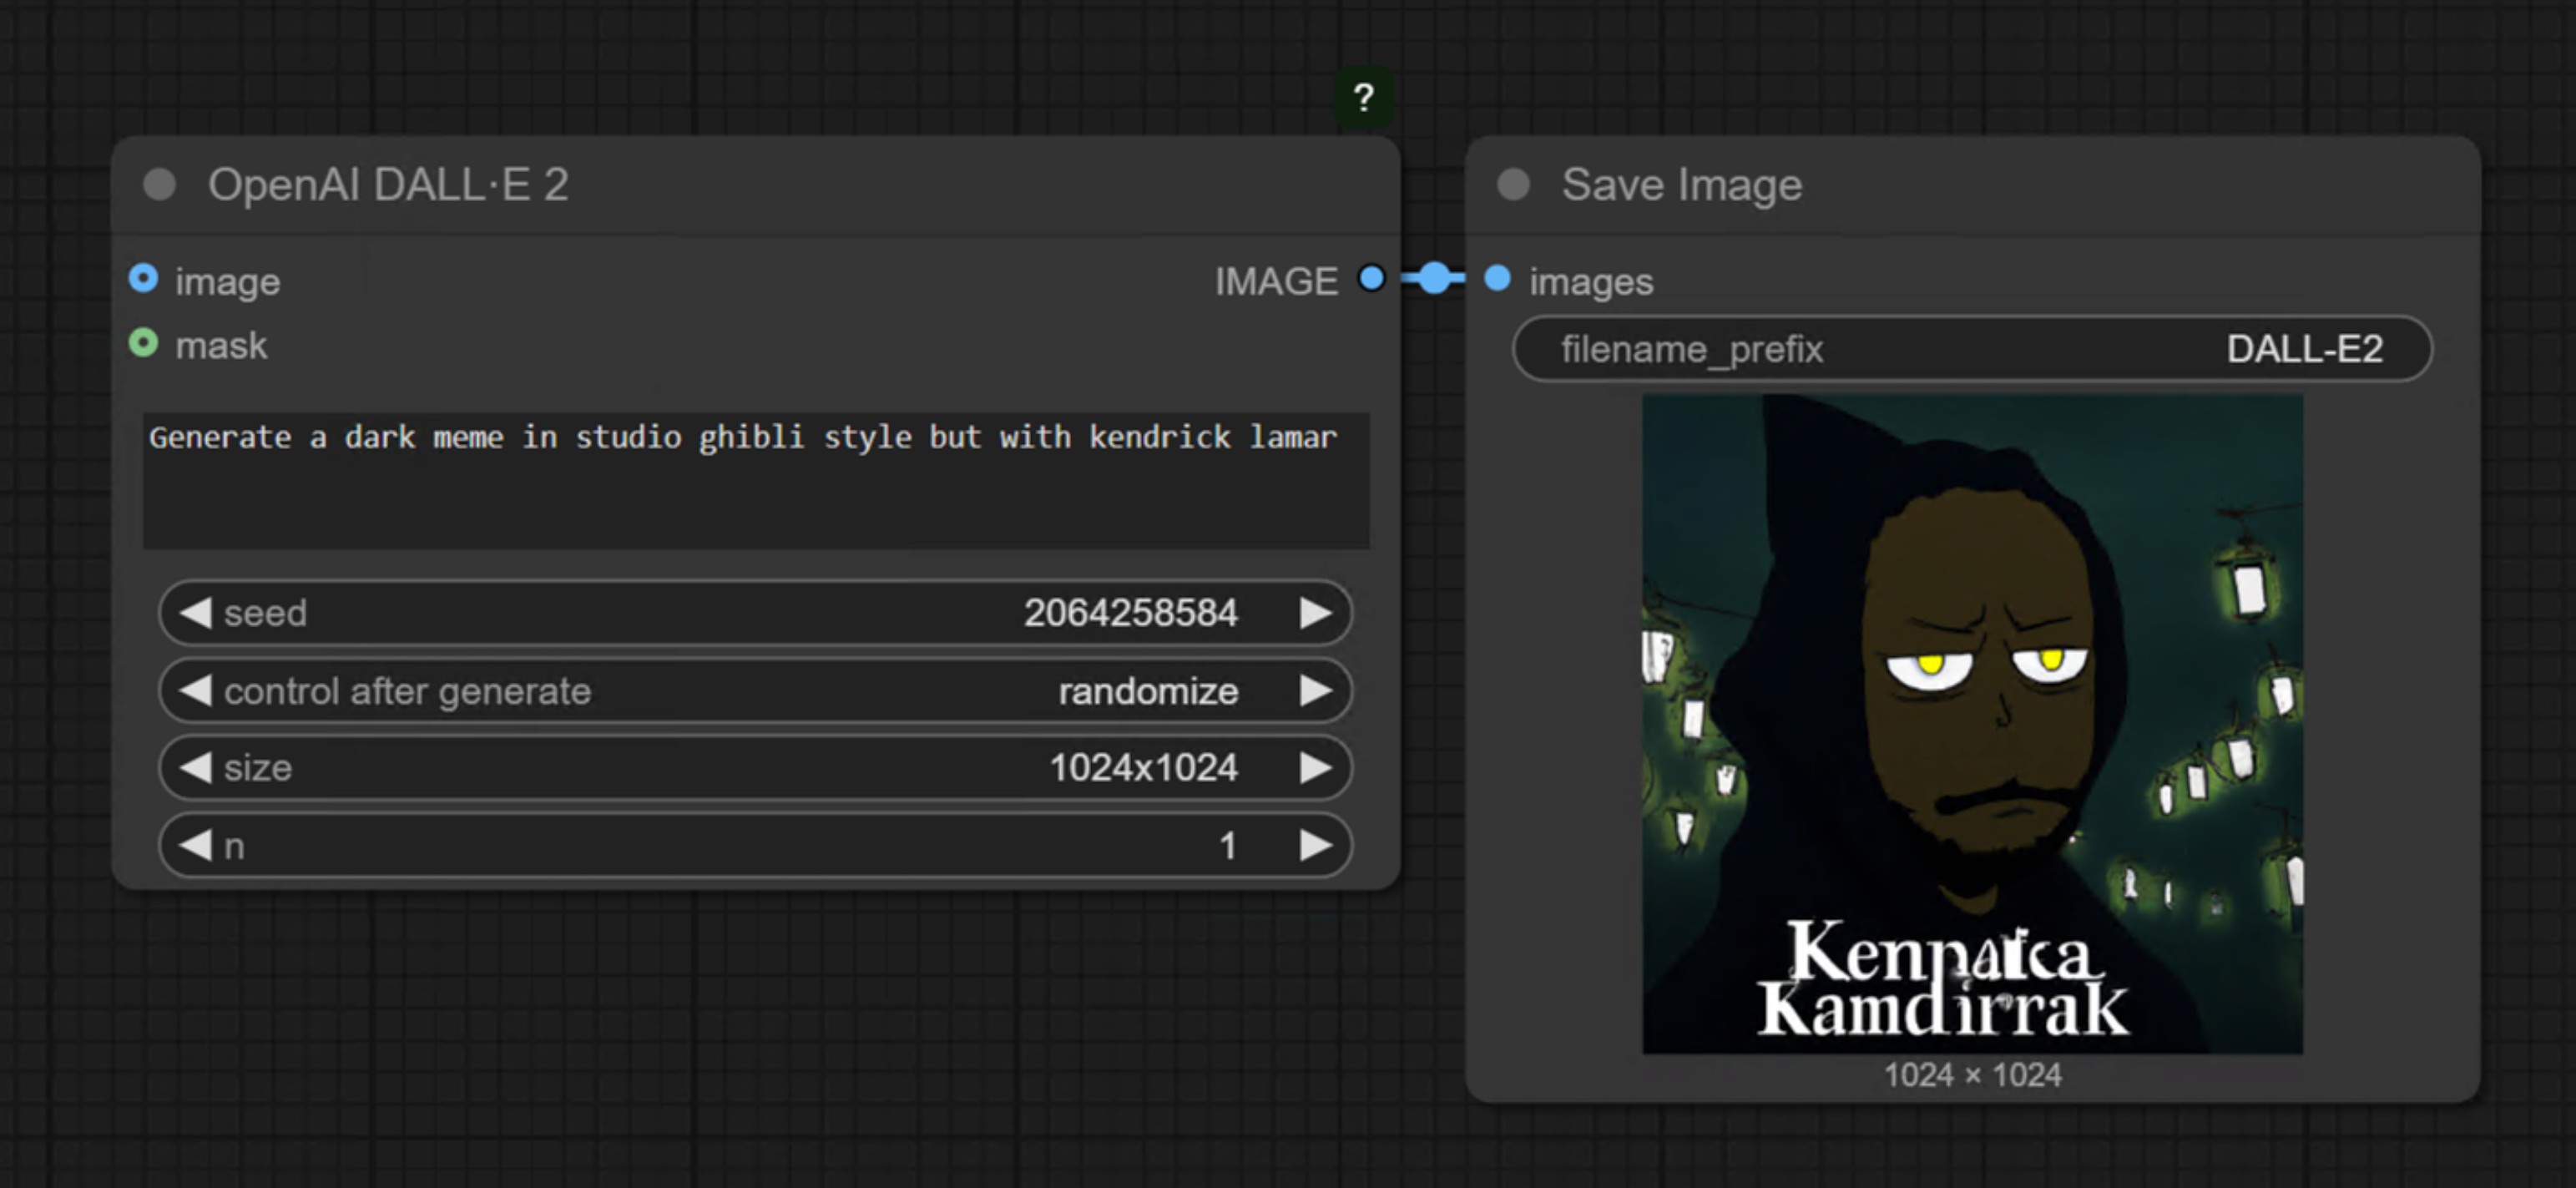 ?
OpenAI DALL·E 2
image
IMAGE
mask
Generate a dark meme in studio ghibli style but with kendrick lamar
seed 2064258584
control after generate randomize
size 1024x1024
n 1
Save Image
images
filename_prefix DALL-E2
Kamdirrak
1024 × 1024